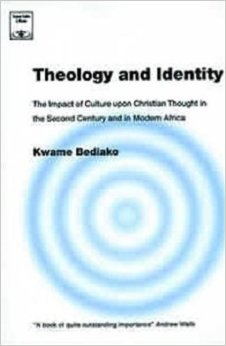 Theology and Identity
The Impact of Culture upon Christian Thought in
the Second Century and in Modern Africa
Kwame Bediako
"A book of quite outstanding importance" Andrew Walls